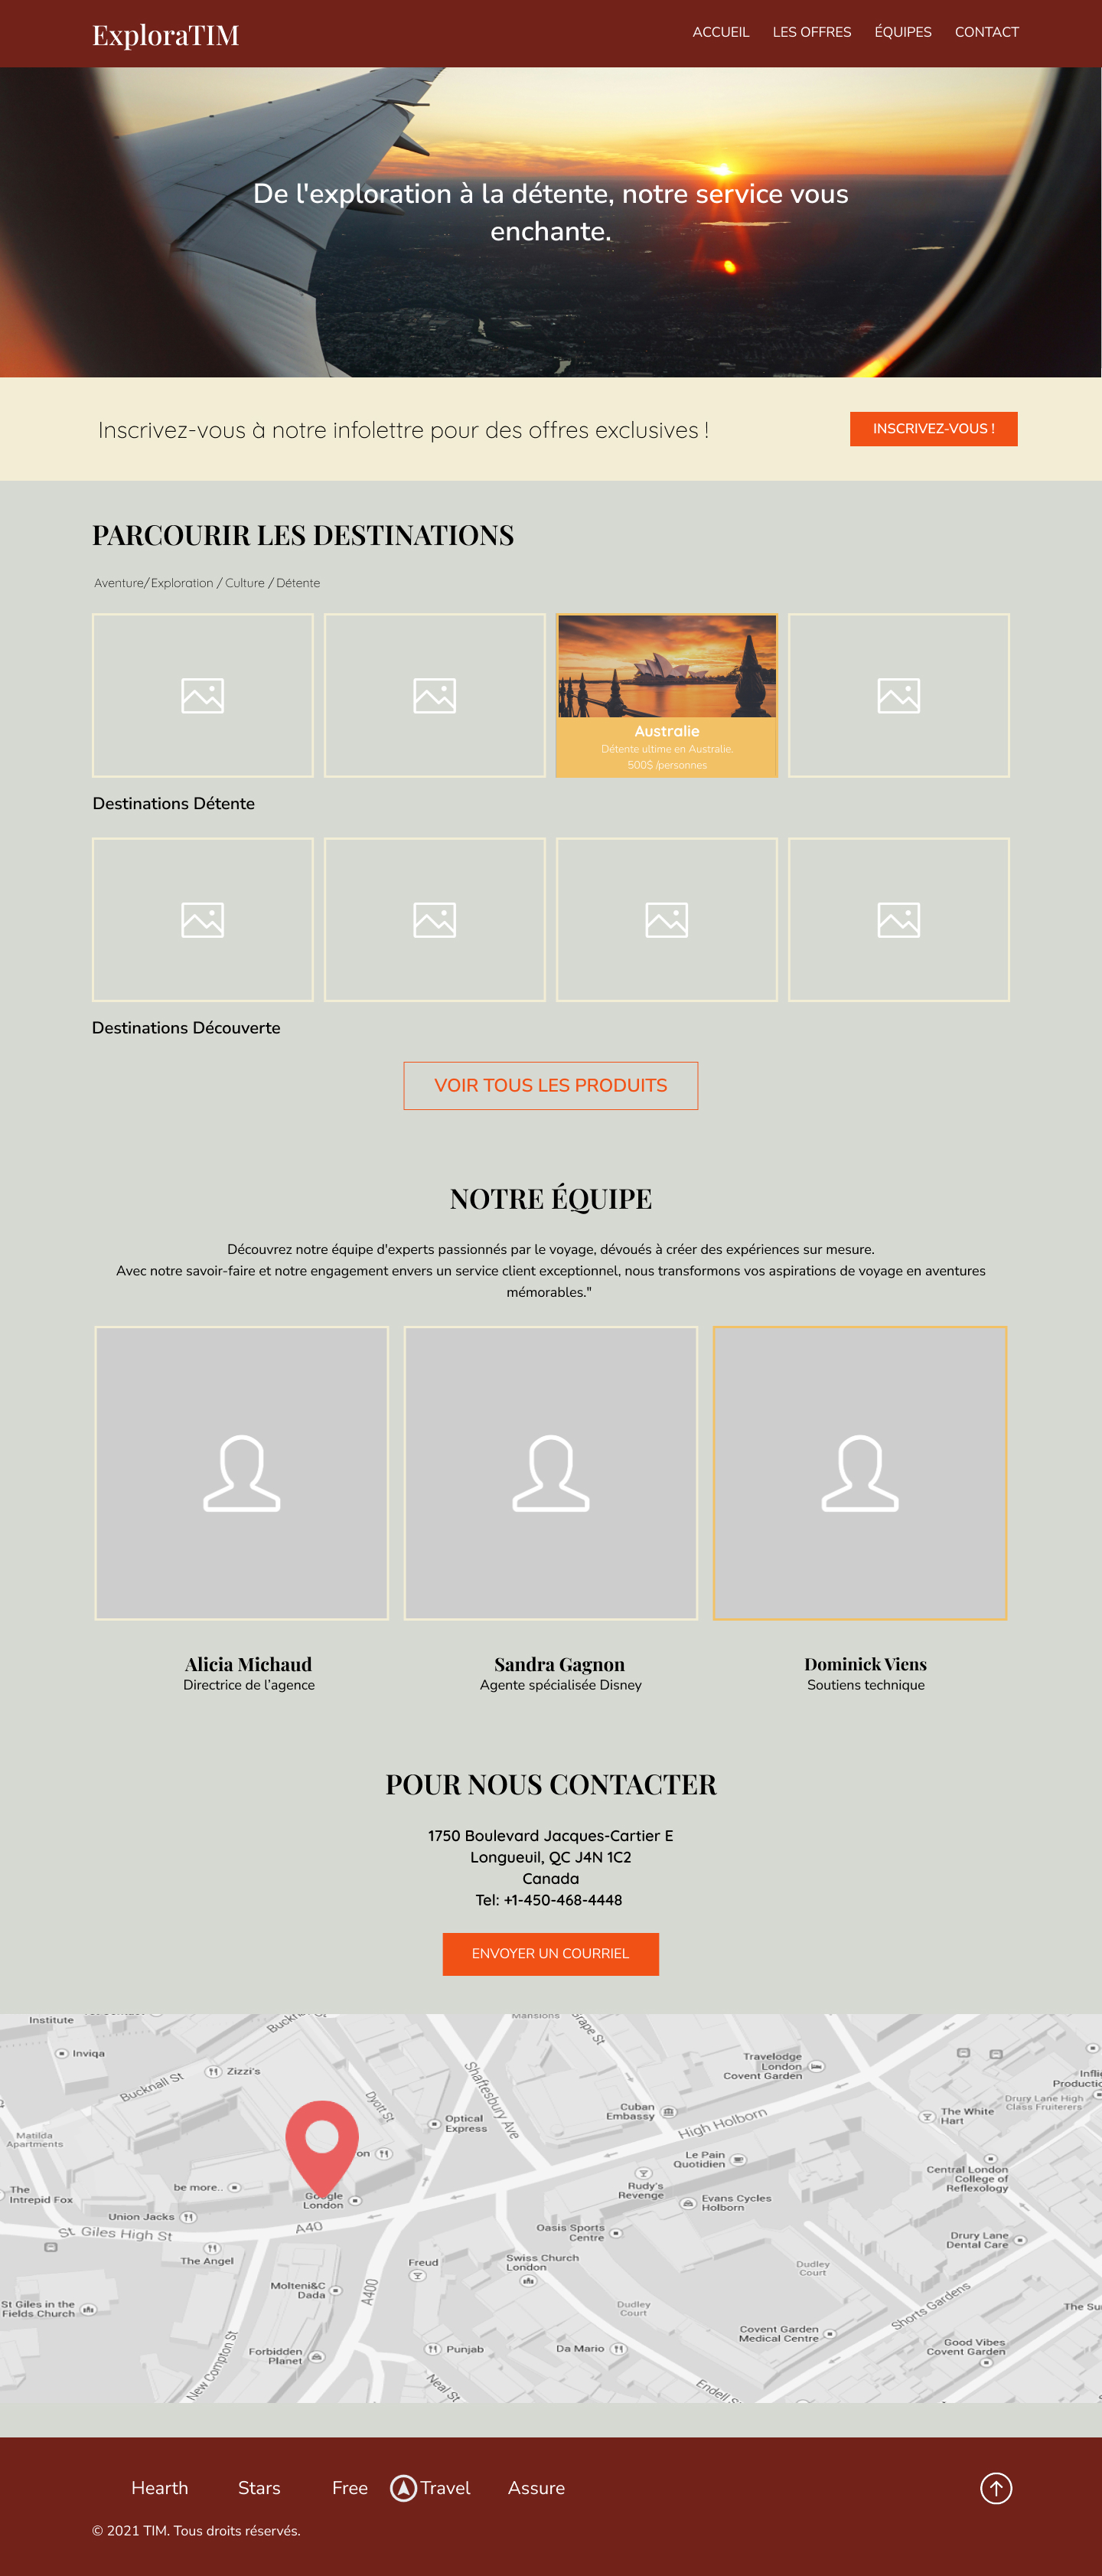 ExploraTIM
ACCUEIL LES OFFRES ÉQUIPES CONTACT
De l'exploration à la détente, notre service vous
enchante.
Inscrivez-vous à notre infolettre pour des offres exclusives !
INSCRIVEZ-VOUS !
PARCOURIR LES DESTINATIONS
Aventure/Exploration / Culture / Détente
Australie
Détente ultime en Australie.
500$ /personnes
Destinations Détente
Destinations Découverte
VOIR TOUS LES PRODUITS
NOTRE ÉQUIPE
Découvrez notre équipe d'experts passionnés par le voyage, dévoués à créer des expériences sur mesure.
Avec notre savoir-faire et notre engagement envers un service client exceptionnel, nous transformons vos aspirations de voyage en aventures
mémorables."
Alicia Michaud
Directrice de l'agence
Sandra Gagnon
Agente spécialisée Disney
Dominick Viens
Soutiens technique
POUR NOUS CONTACTER
1750 Boulevard Jacques-Cartier E
Longueuil, QC J4N 1C2
Canada
Tel: +1-450-468-4448
ENVOYER UN COURRIEL
Institute
Mansions
Inviqa
Zizzi's
Bucknall St
Dyott St
Shaftesbury Ave
Optical
Express
Cuban
Embassy
High Holborn
Travelodge
London
Covent Garden
The White
Hart
Drury Lane High
Class Fruiterers
Matilda
Apartments
The
Intrepid Fox
be more..
Union Jacks
St Giles High St
The Angel
London
A40
Le Pain
Quotidien
Rudy's
Revenge
Evans Cycles
Holborn
Central London
College of
Reflexology
Oasis Sports
Centre
Swiss Church
London
Drury Lane
Dental Care
Freud
Molteni&C
Dada
A400
Dudley
Court
Dudley
Court
St Giles in the
Fields Church
Forbidden
Planet
New Compton St
Punjab
Neal St
Da Mario
Covent Garden
Medical Centre
Shorts Gardens
Good Vibes
Covent Garden
The
Endell
Hearth Stars Free Travel Assure
© 2021 TIM. Tous droits réservés.